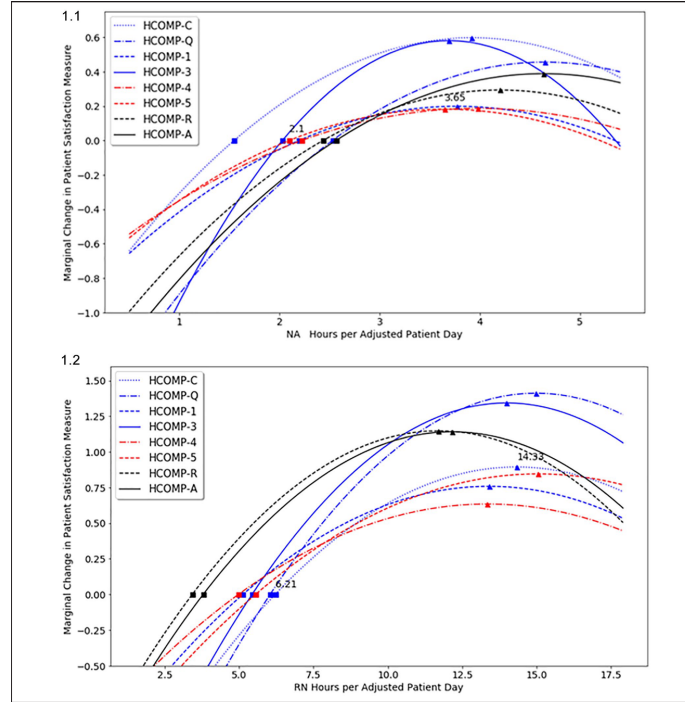 1.1
HCOMP-C
HCOMP-Q
HCOMP-1
HCOMP-3
HCOMP-4
HCOMP-5
HCOMP-R
HCOMP-A
Marginal Change in Patient Satisfaction Measure
0.6
0.4
0.2
0.0
−0.2
−0.4
−0.6
−0.8
−1.0
2.1
3.65
1 2 3 4 5
NA Hours per Adjusted Patient Day
1.2
HCOMP-C
HCOMP-Q
HCOMP-1
HCOMP-3
HCOMP-4
HCOMP-5
HCOMP-R
HCOMP-A
Marginal Change in Patient Satisfaction Measure
1.50
1.25
1.00
0.75
0.50
0.25
0.00
−0.25
−0.50
14.33
6.21
2.5 5.0 7.5 10.0 12.5 15.0 17.5
RN Hours per Adjusted Patient Day